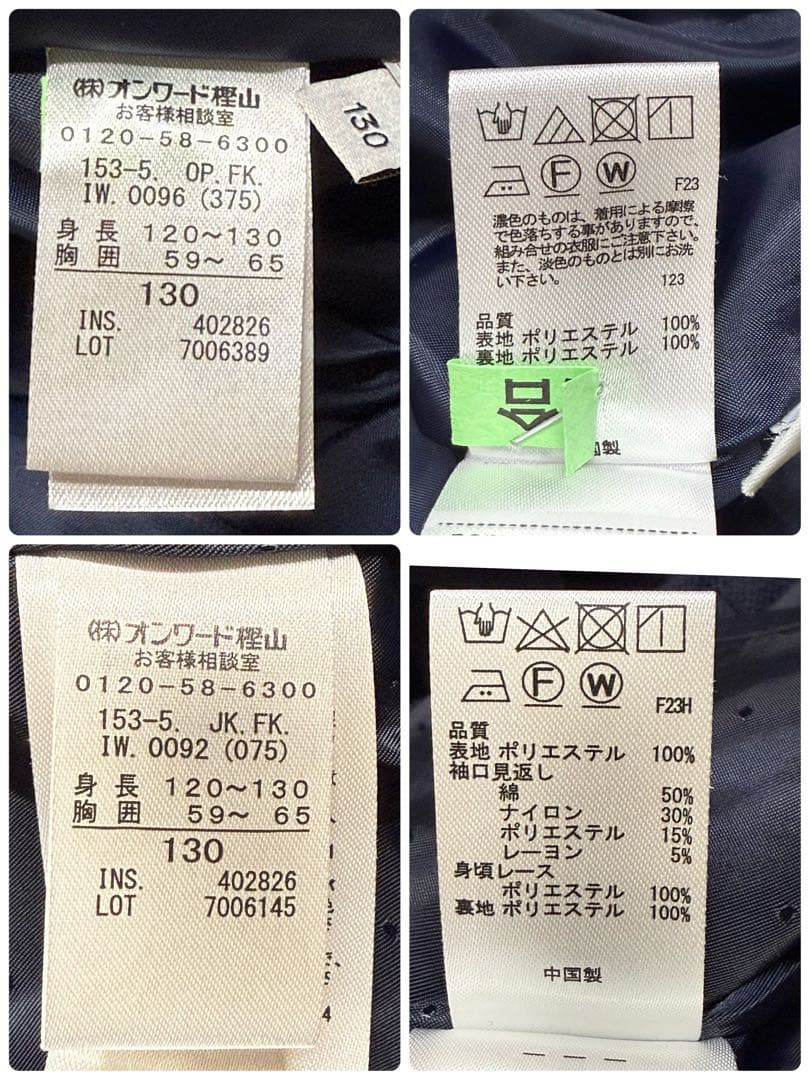 (株)オンワード樫山
お客様相談室
0120-58-6300
153-5. OP.FK.
IW. 0096 (375)
身長 120〜130
胸囲 59〜 65
130
INS. 402826
LOT 7006389
130
F
W
F23
濃色のものは、着用による摩擦
で色落ちする事がありますので、
組み合せの衣服にご注意下さい。
また、淡色のものとは別にお洗
い下さい。
123
品質
表地 ポリエステル 100%
裏地 ポリエステル 100%
合
国製
(株)オンワード樫山
お客様相談室
0120-58-6300
153-5. JK.FK.
IW. 0092 (075)
身長 120〜130
胸囲 59〜 65
130
INS. 402826
LOT 7006145
4
F
W
F23H
品質
表地 ポリエステル 100%
袖口見返し
綿 50%
ナイロン 30%
ポリエステル 15%
レーヨン 5%
身頃レース
ポリエステル 100%
裏地 ポリエステル 100%
中国製